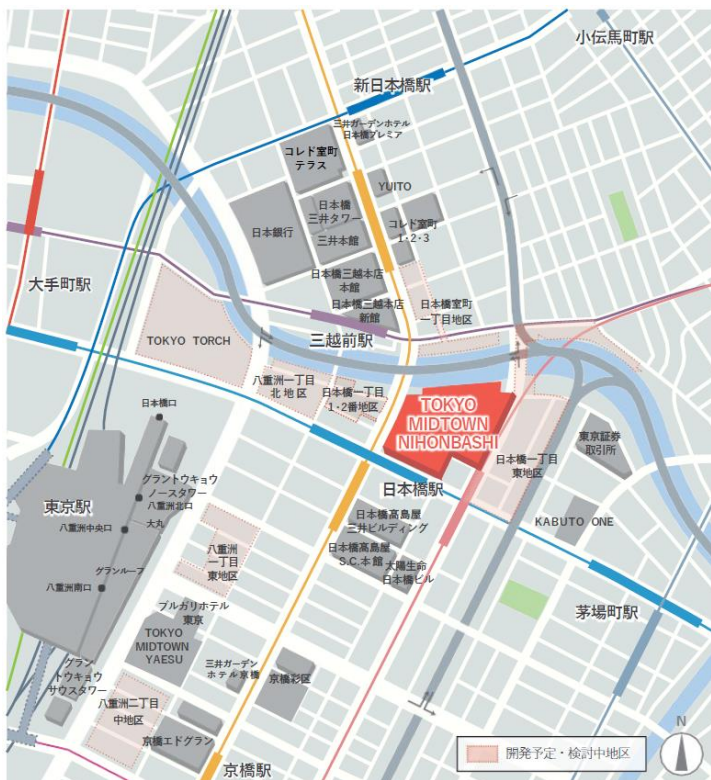 小伝馬町駅
新日本橋駅
三井ガーデンホテル
日本橋プレミア
コレド室町
テラス
YUITO
日本橋
三井タワー
日本銀行
三井本館
コレド室町
1・2・3
日本橋三越本店
本館
大手町駅
日本橋三越本店
新館
日本橋室町
一丁目地区
TOKYO TORCH
三越前駅
八重洲一丁目
北地区
日本橋一丁目
1・2番地区
TOKYO
MIDTOWN
NIHONBASHI
日本橋口
東京証券
取引所
日本橋一丁目
東地区
グラントウキョウ
ノースタワー
日本橋駅
東京駅
八重洲北口
八重洲中央口
大丸
日本橋髙島屋
三井ビルディング
KABUTO ONE
八重洲
一丁目
東地区
日本橋髙島屋
S.C.本館
太陽生命
日本橋ビル
グランルーフ
八重洲南口
ブルガリホテル
東京
茅場町駅
TOKYO
MIDTOWN
YAESU
グラン
トウキョウ
サウスタワー
三井ガーデン
ホテル京橋
京橋彩区
八重洲二丁目
中地区
京橋エドグラン
京橋駅
開発予定・検討中地区
N